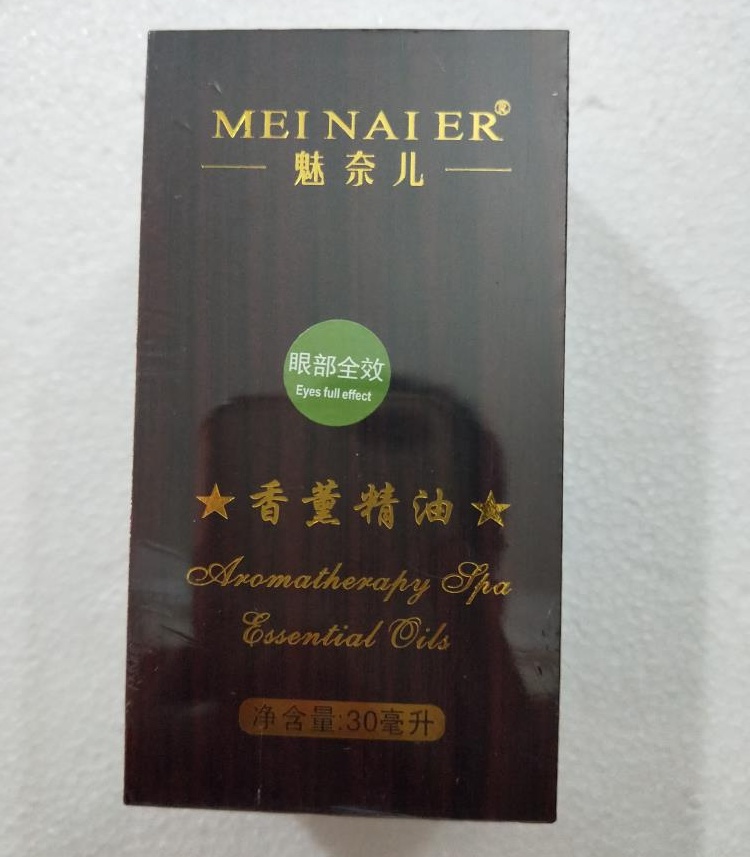 MEI NAI ER®
魅奈儿
眼部全效
Eyes full effect
★香薰精油★
Aromatherapy Spa
Essential Oils
净含量:30毫升